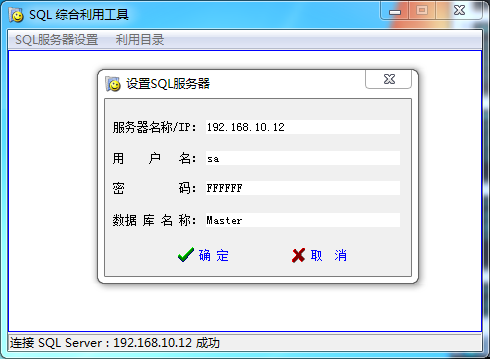 SQL 综合利用工具
SQL服务器设置 利用目录
设置SQL服务器
服务器名称/IP: 192.168.10.12
用 户 名: sa
密 码: FFFFFF
数据 库 名 称: Master
确 定 取 消
连接 SQL Server : 192.168.10.12 成功